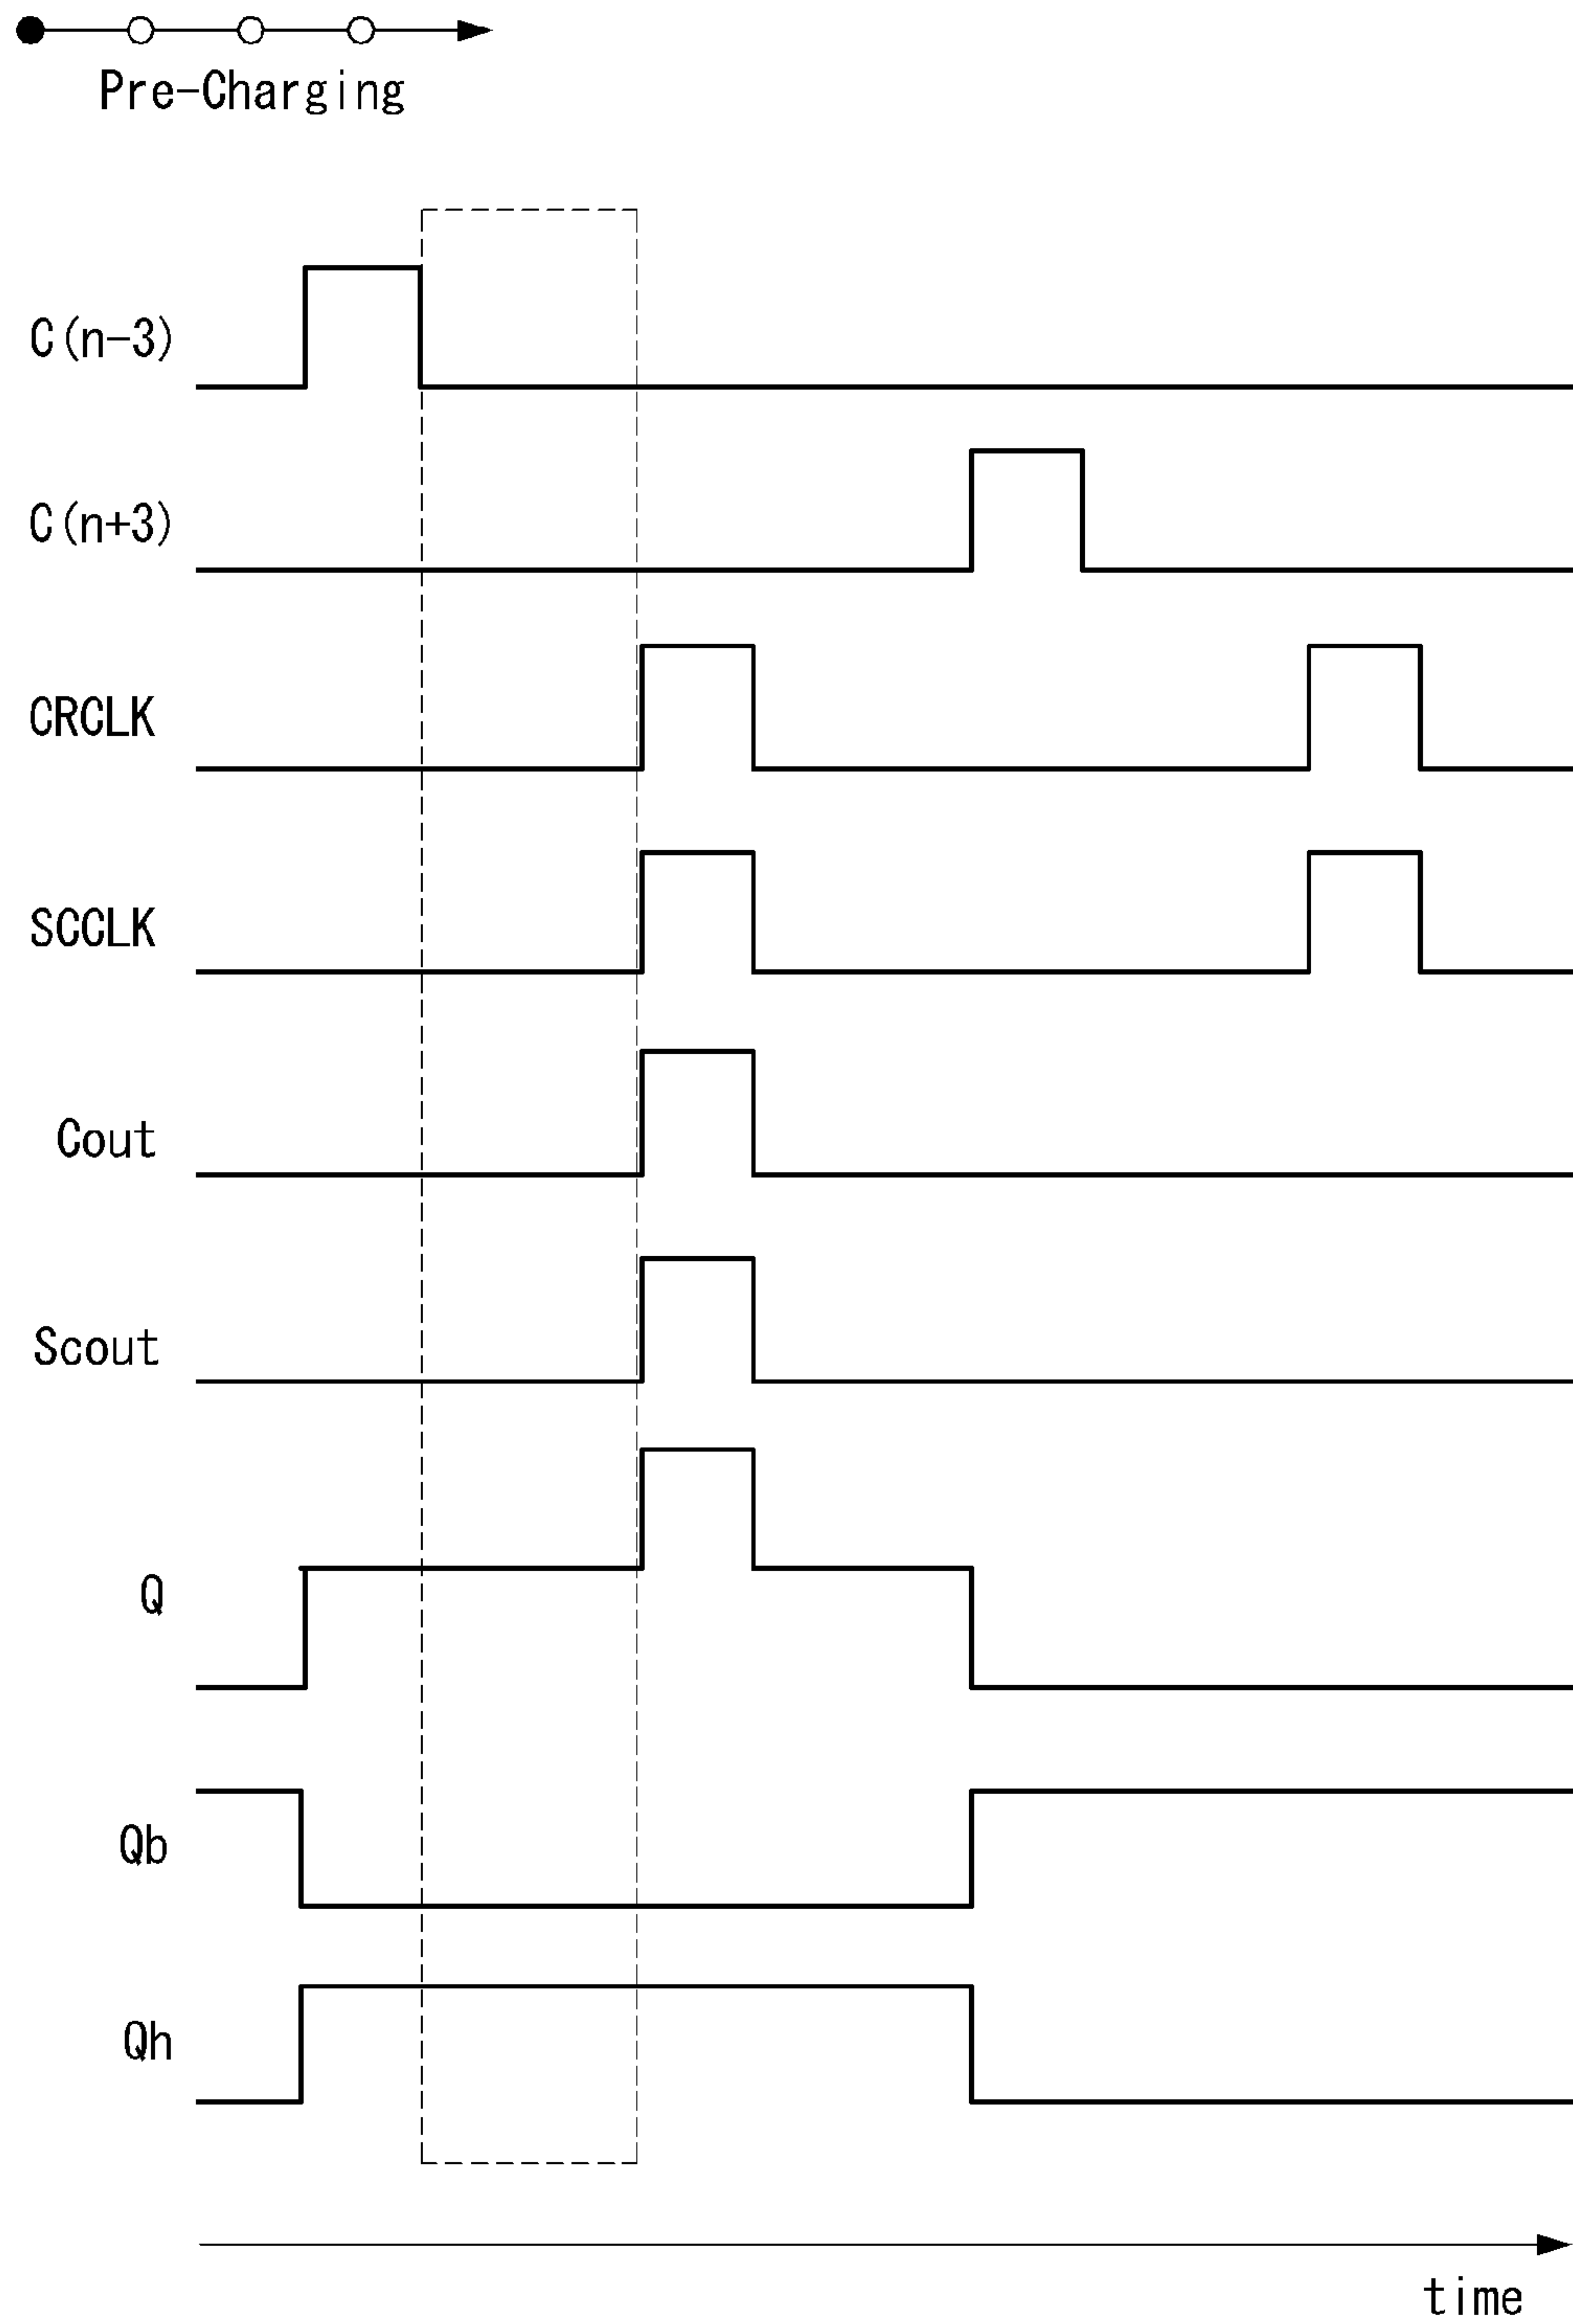 Pre-Charging
C(n-3)
C(n+3)
CRCLK
SCCLK
Cout
Scout
Q
Qb
Qh
time